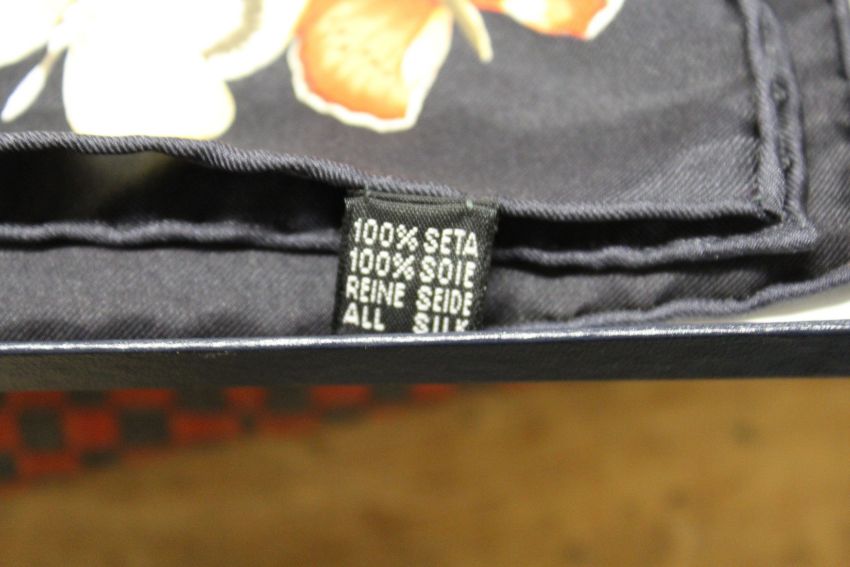 100% SETA
100% SOIE
REINE SEIDE
ALL SILK